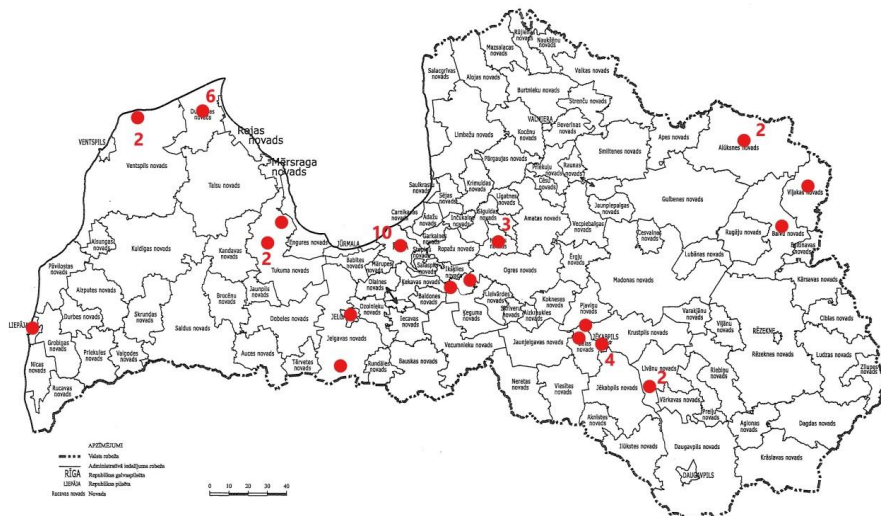 Rūjienas
novads
Naukšēnu
novads
Mazsalacas
novads
Salacgrīvas
novads
Alojas novads
Valkas
novads
Burtnieku
novads
Strenču
novads
6
2
VENTSPILS
Rojas
novads
Ventspils novads
Mērsraga
novads
VALMIERA
Kocēnu
novads
Beverīnas
novads
Limbažu
novads
Smiltenes novads
Apes novads
2
Alūksnes novads
Pārgaujas novads
Priekuļu
novads
Raunas
novads
Cēsu
novads
Talsu novads
Saulkrastu
novads
Sējas
novads
Krimuldas
novads
Līgatnes
novads
Viļakas novads
Gulbenes novads
Jaunpiebalgas
novads
Carnikavas
novads
Ādažu
novads
Inčukalna
novads
Siguldas
novads
Amatas novads
Vecpiebalgas
novads
Rugāju
novads
Balvu novads
Baltinavas
novads
3
10
Garkalnes
novads
Ropažu novads
Stopiņu
novads
Engures novads
JŪRMALA
Kandavas
novads
2
Tukuma novads
Alsungas
novads
Kuldīgas novads
Cesvaines
novads
Lubānas
novads
Babītes
novads
Mārupes
novads
Salaspils
novads
Ikšķiles
novads
Ogres novads
Ērgļu
novads
Madonas novads
Kārsavas
novads
Pāvilostas
novads
Aizputes
novads
Skrundas
novads
Brocēnu
novads
Jaunpils
novads
Olaines
novads
Ķekavas novads
Baldones
novads
Lielvārdes
novads
Ķeguma
novads
Skrīveru
novads
Aizkraukles
novads
Kokneses
novads
Pļaviņu
novads
Varakļānu
novads
Viļānu
novads
RĒZEKNE
Ciblas
novads
LIEPĀJA
Durbes novads
Saldus novads
Dobeles novads
Ozolnieku
novads
Iecavas
novads
Jelgavas
novads
Vecumnieku novads
Jaunjelgavas novads
novads
JĒKABPILS
Krustpils novads
4
Rēzeknes
novads
Ludzas novads
Zilupes
novads
Grobiņas
novads
Nīcas
novads
Priekules
novads
Vaiņodes
novads
Rucavas
novads
Auces novads
Tērvetes
novads
Rundāles
novads
Bauskas novads
Neretas
novads
Viesītes
novads
Jēkabpils novads
Līvānu novads
2
Riebiņu
novads
Vārkavas
novads
Preiļu
novads
Aknīstes
novads
Aglonas
novads
Dagdas novads
Ilūkstes novads
Daugavpils
novads
DAUGAVPILS
Krāslavas novads
APZĪMĒJUMI
Valsts robeža
Administratīvā iedalījuma robeža
RĪGA Republikas galvaspilsēta
LIEPĀJA Republikas pilsēta
Rucavas novads Novads
10 0 10 20 30 40